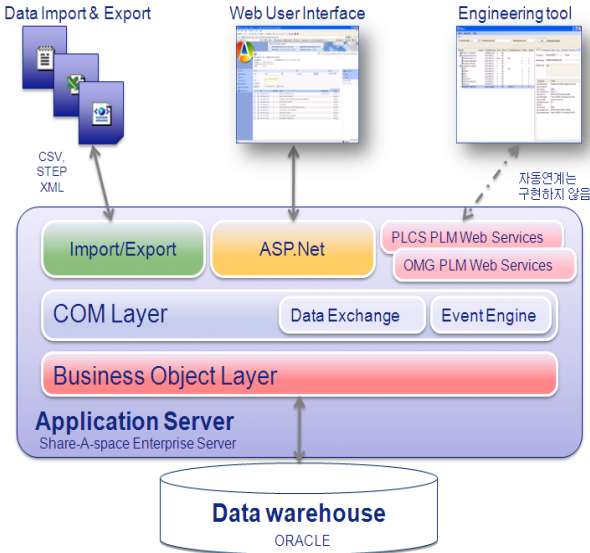 Data Import & Export
Web User Interface
Engineering tool
CSV,
STEP
XML
자동연계는
구현하지 않음
Import/Export
ASP.Net
PLCS PLM Web Services
OMG PLM Web Services
COM Layer
Data Exchange
Event Engine
Business Object Layer
Application Server
Share-A-space Enterprise Server
Data warehouse
ORACLE